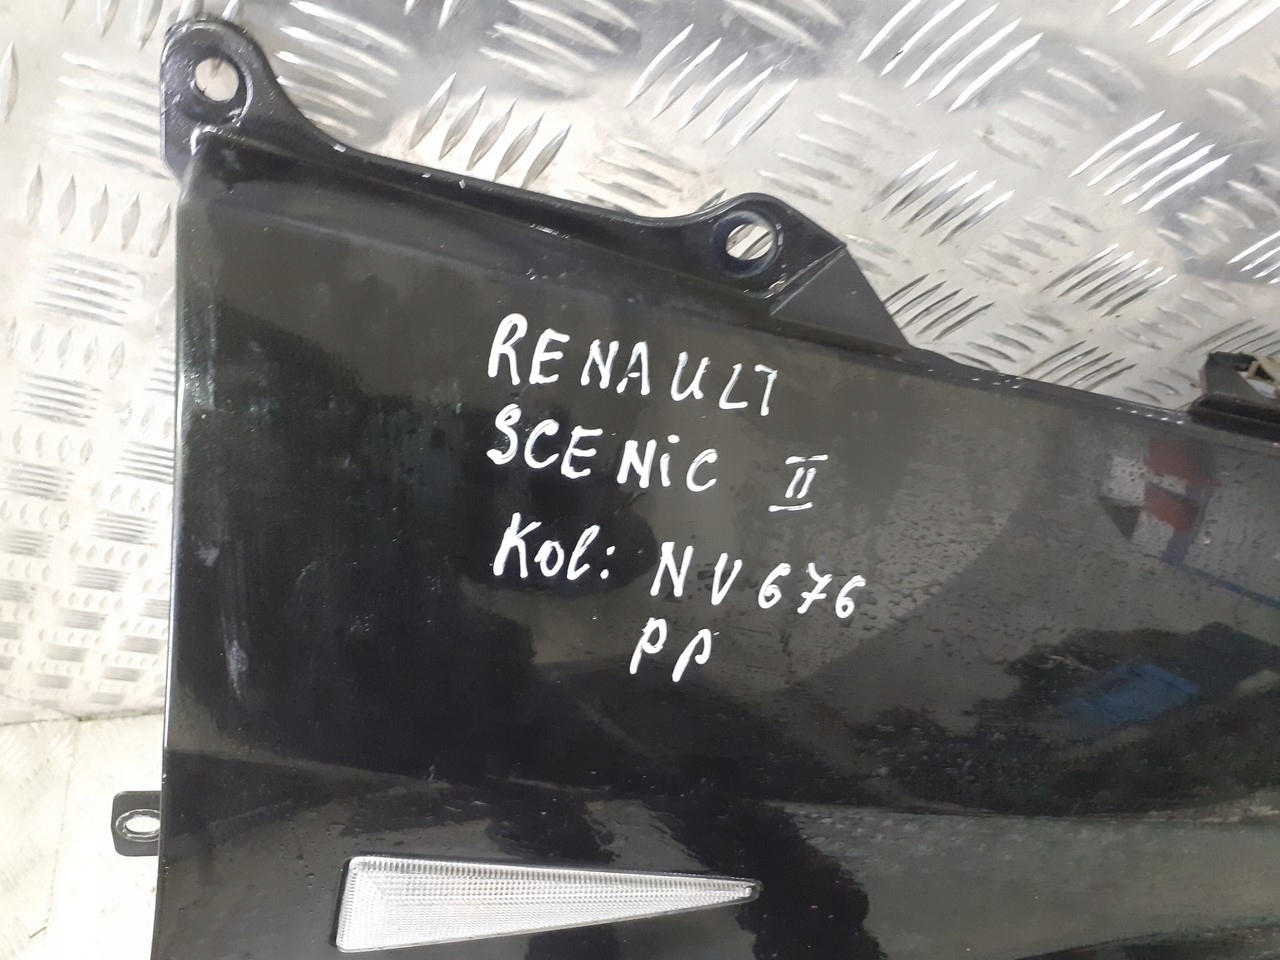 RENAULT
SCENiC II
Kol: NV676
PP